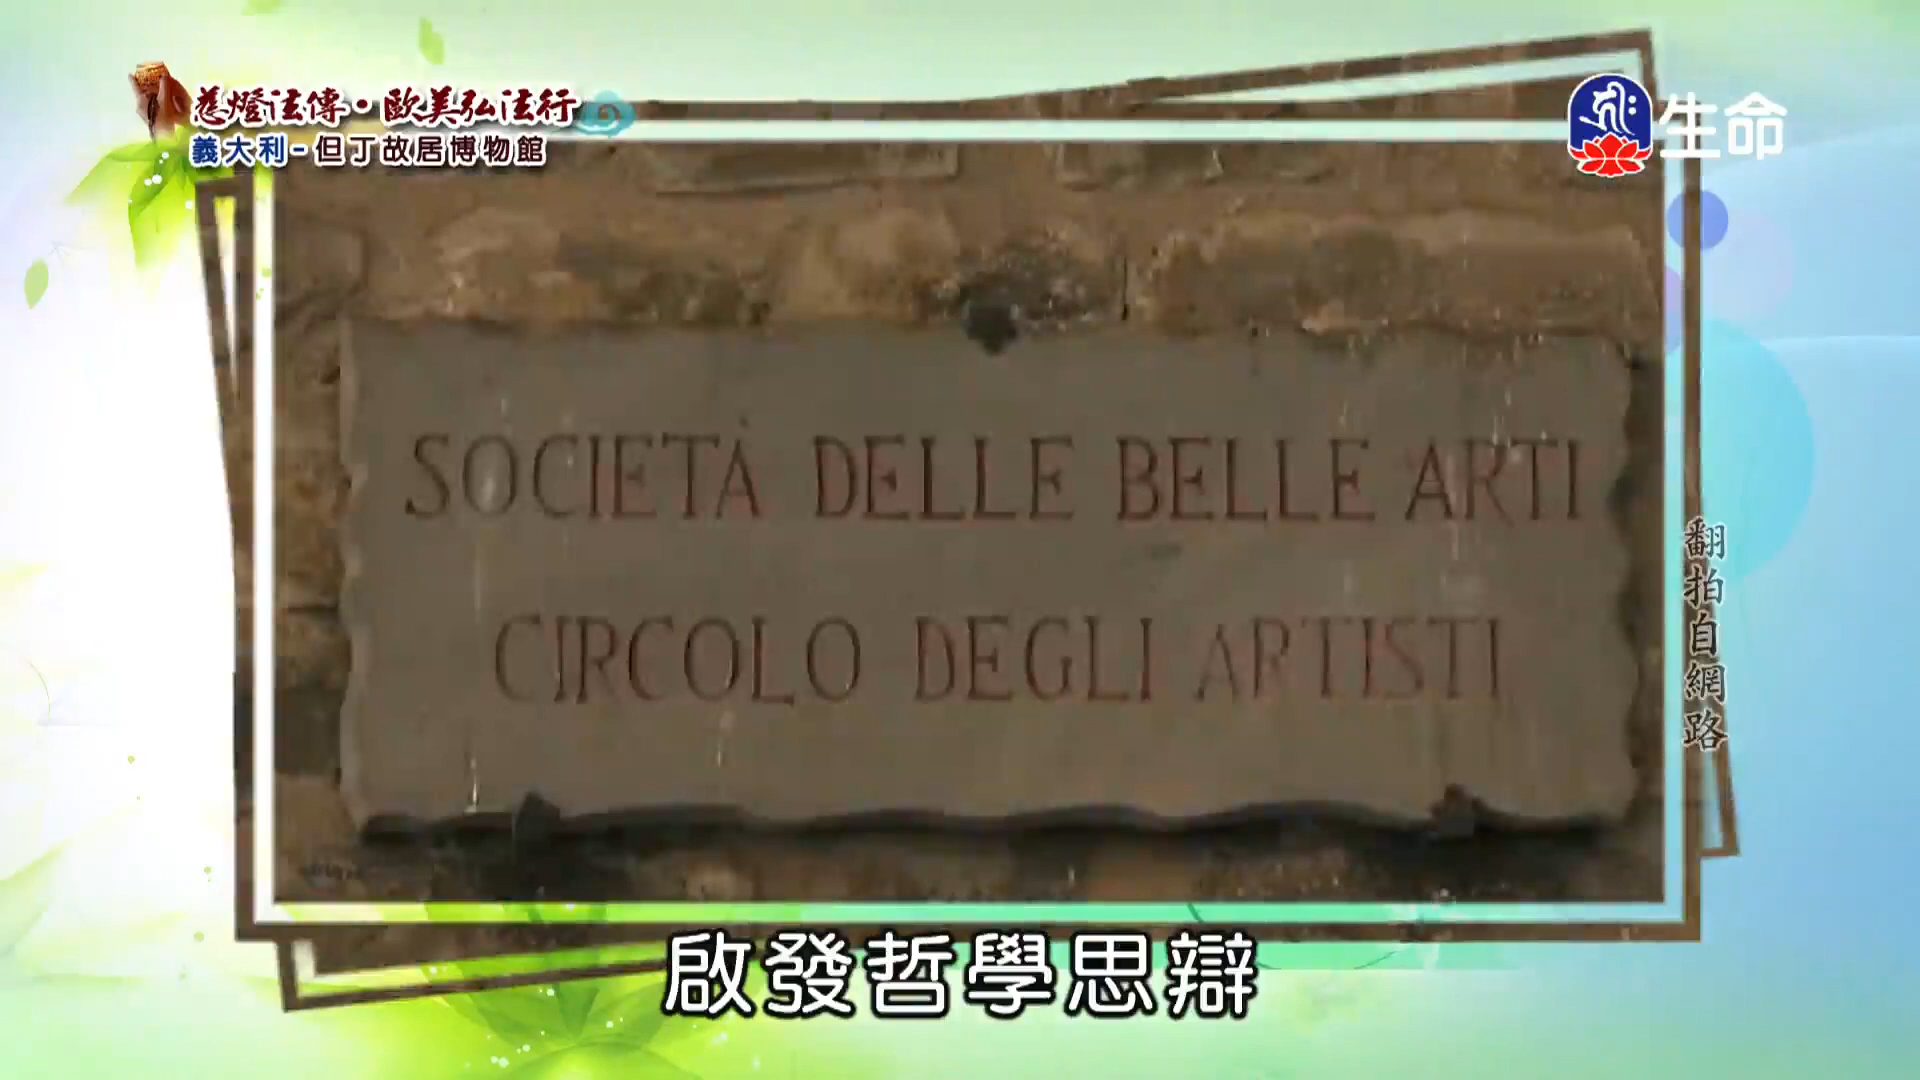 慈燈法傳·歐美弘法行
義大利-但丁故居博物館
生命
SOCIETÀ DELLE BELLE ARTI
CIRCOLO DEGLI ARTISTI
翻拍自網路
啟發哲學思辯